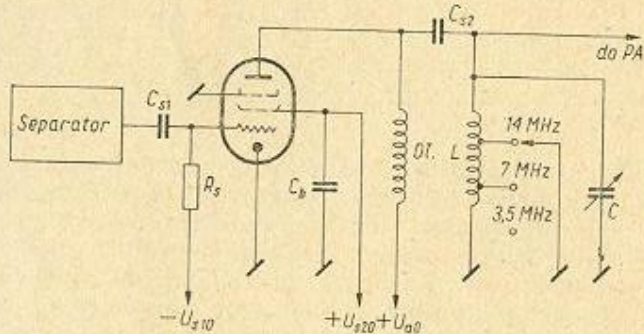 C_s2
do PA
Separator
C_s1
R_s
C_b
Dł.
L
14 MHz
7 MHz
3,5 MHz
C
−U_s10
+U_s20 +U_a0